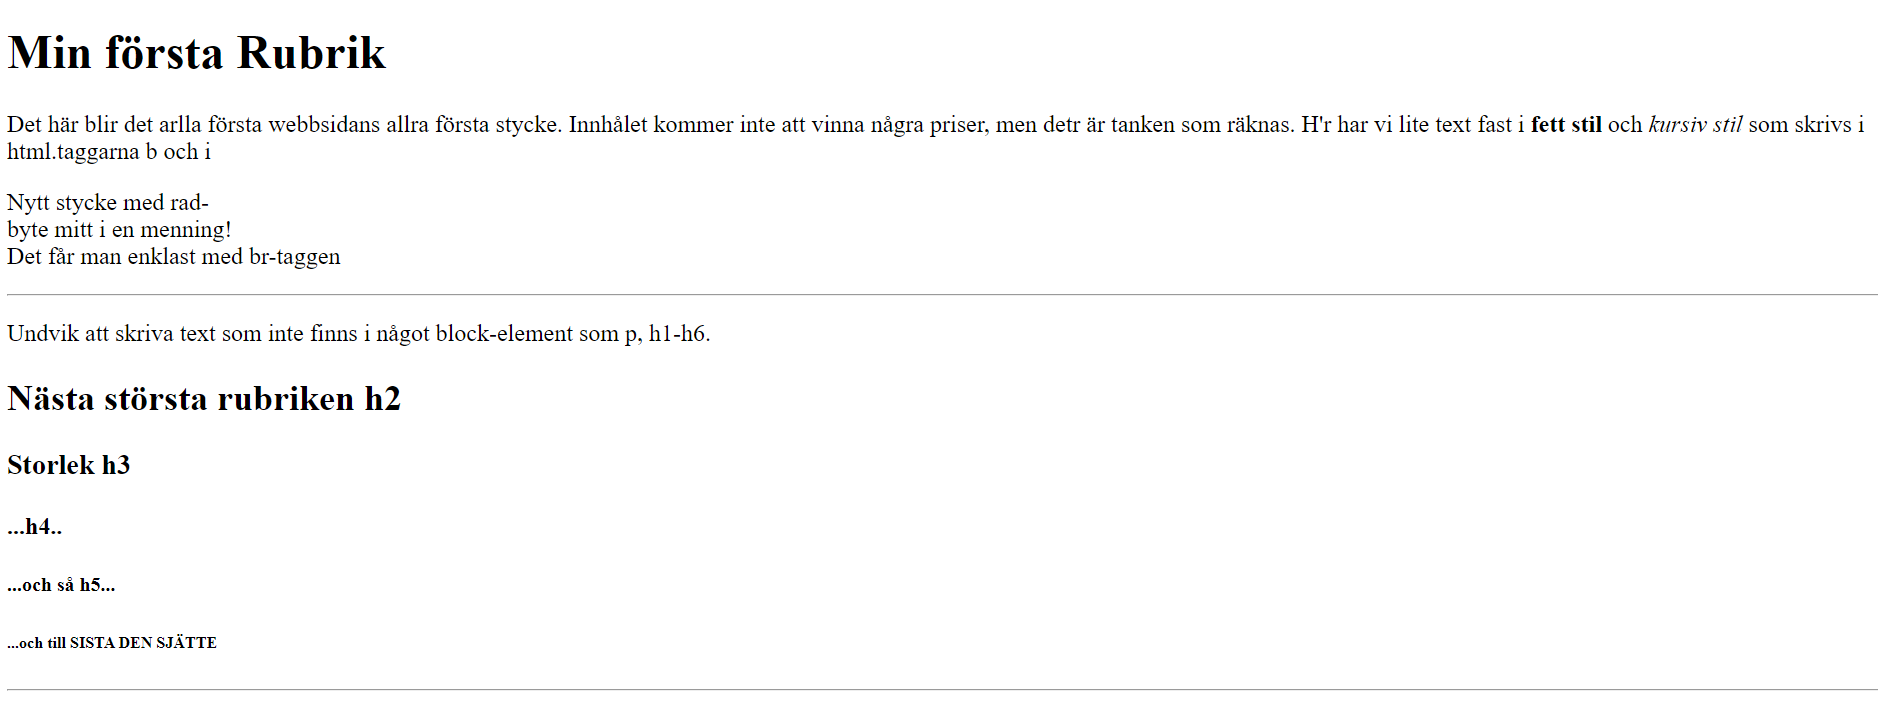 Min första Rubrik
Det här blir det arlla första webbsidans allra första stycke. Innhålet kommer inte att vinna några priser, men detr är tanken som räknas. H'r har vi lite text fast i fett stil och kursiv stil som skrivs i
html.taggarna b och i
Nytt stycke med rad-
byte mitt i en menning!
Det får man enklast med br-taggen
Undvik att skriva text som inte finns i något block-element som p, h1-h6.
Nästa största rubriken h2
Storlek h3
...h4..
...och så h5...
...och till SISTA DEN SJÄTTE